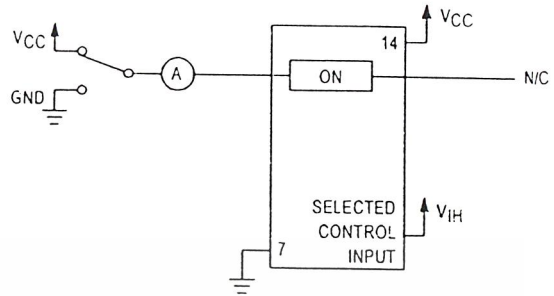 VCC
14
VCC
A
ON
N/C
GND
SELECTED
CONTROL
INPUT
VIH
7